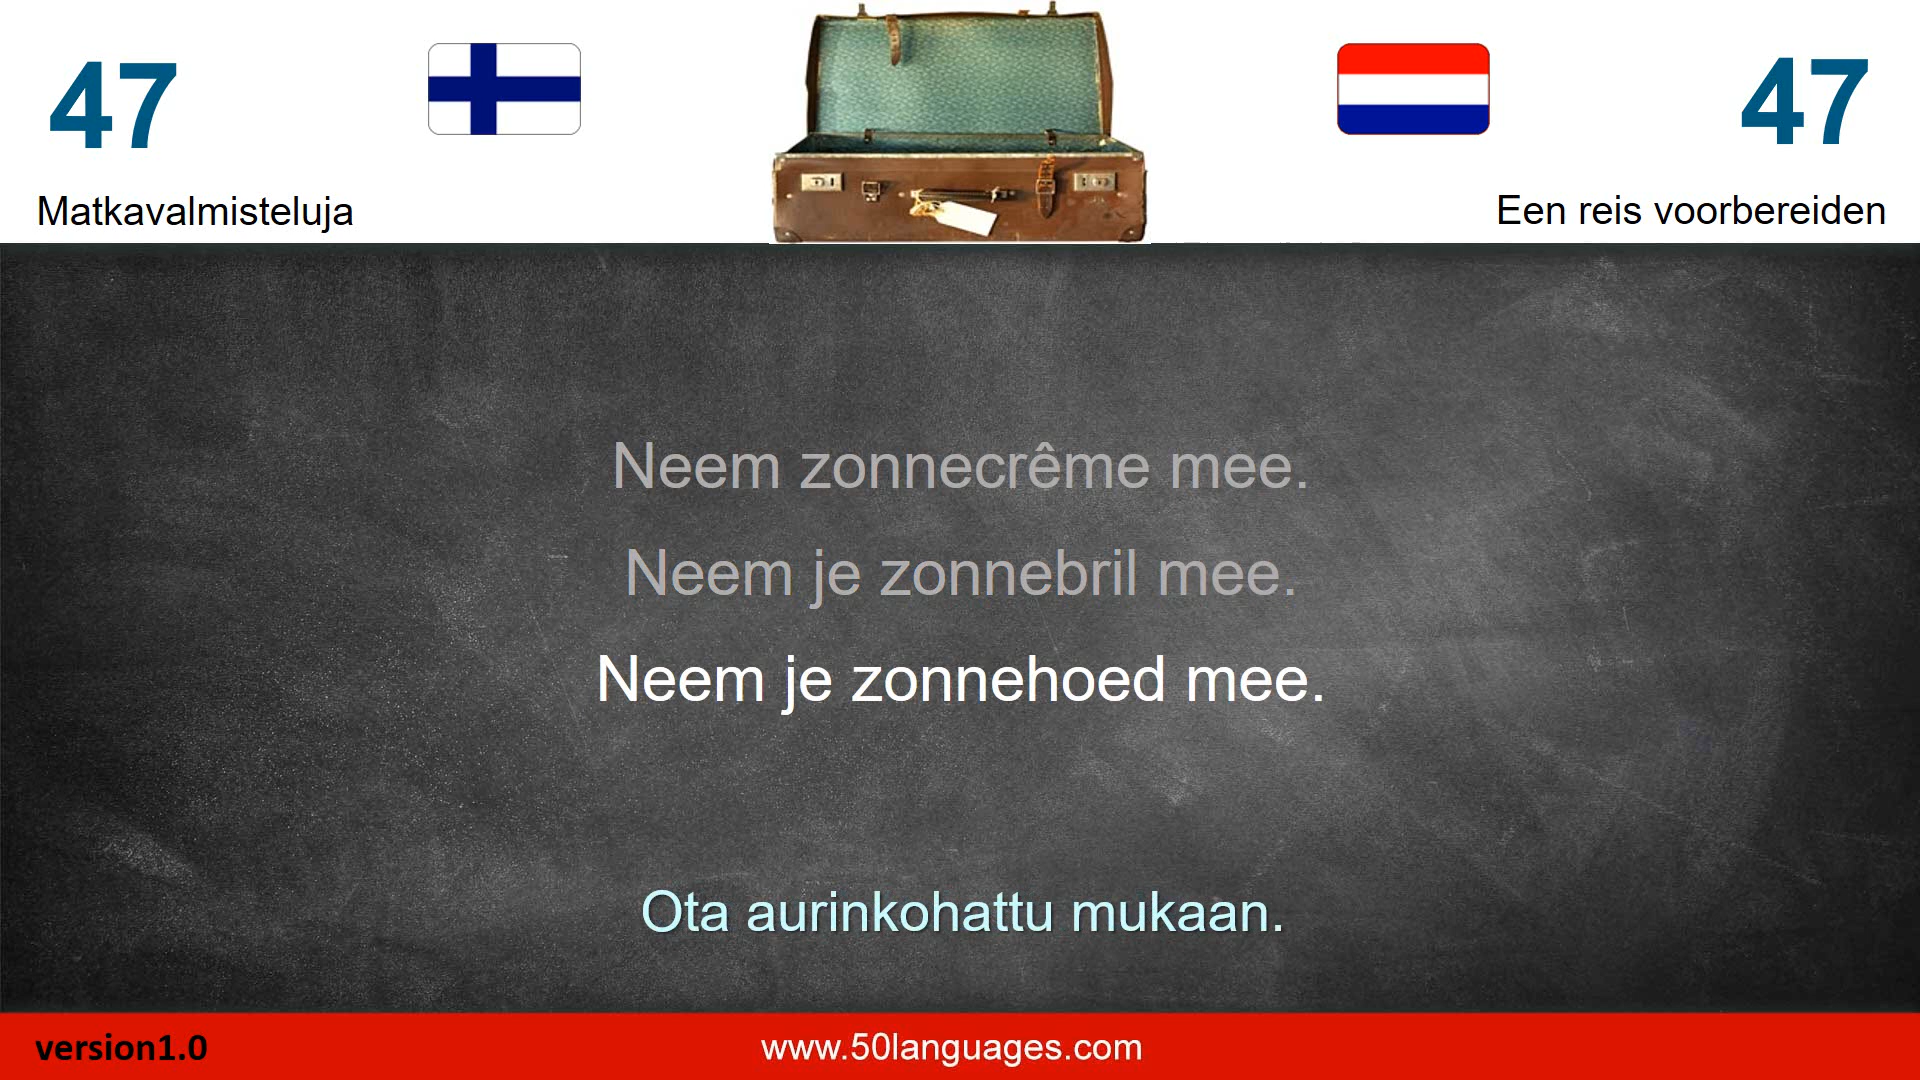 47
47
Matkavalmisteluja
Een reis voorbereiden
Neem zonnecrême mee.
Neem je zonnebril mee.
Neem je zonnehoed mee.
Ota aurinkohattu mukaan.
version1.0
www.50languages.com